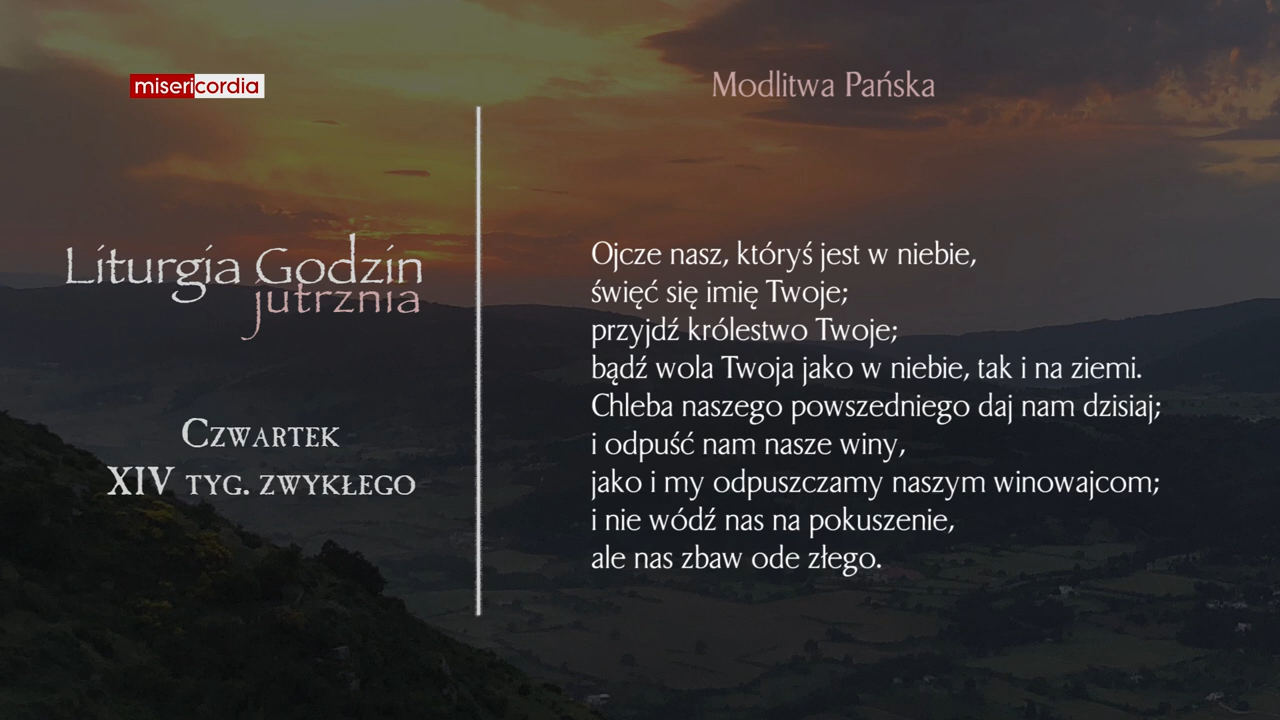 misericordia
Liturgia Godzin
jutrznia
Czwartek
XIV tyg. zwykłego
Modlitwa Pańska
Ojcze nasz, któryś jest w niebie,
święć się imię Twoje;
przyjdź królestwo Twoje;
bądź wola Twoja jako w niebie, tak i na ziemi.
Chleba naszego powszedniego daj nam dzisiaj;
i odpuść nam nasze winy,
jako i my odpuszczamy naszym winowajcom;
i nie wódź nas na pokuszenie,
ale nas zbaw ode złego.